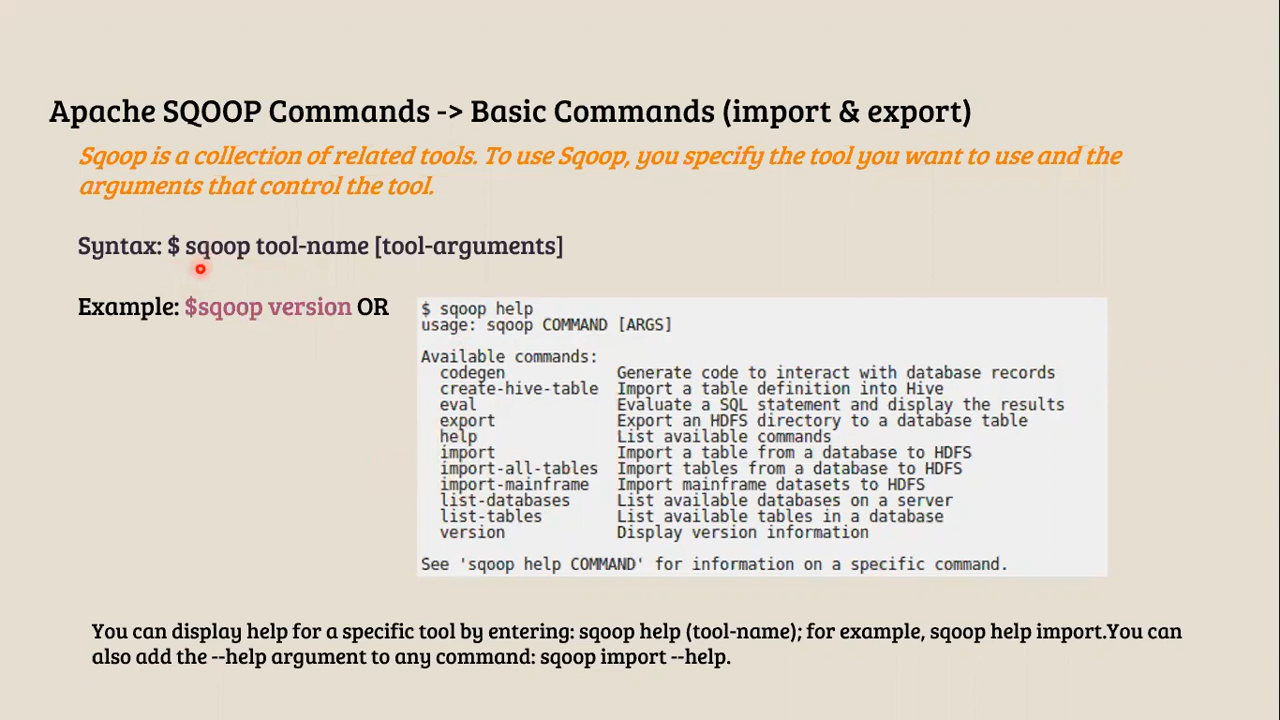 Apache SQOOP Commands -> Basic Commands (import & export)
Sqoop is a collection of related tools. To use Sqoop, you specify the tool you want to use and the
arguments that control the tool.
Syntax: $ sqoop tool-name [tool-arguments]
Example: $sqoop version OR
$ sqoop help
usage: sqoop COMMAND [ARGS]
Available commands:
codegen Generate code to interact with database records
create-hive-table Import a table definition into Hive
eval Evaluate a SQL statement and display the results
export Export an HDFS directory to a database table
help List available commands
import Import a table from a database to HDFS
import-all-tables Import tables from a database to HDFS
import-mainframe Import mainframe datasets to HDFS
list-databases List available databases on a server
list-tables List available tables in a database
version Display version information
See 'sqoop help COMMAND' for information on a specific command.
You can display help for a specific tool by entering: sqoop help (tool-name); for example, sqoop help import.You can
also add the --help argument to any command: sqoop import --help.